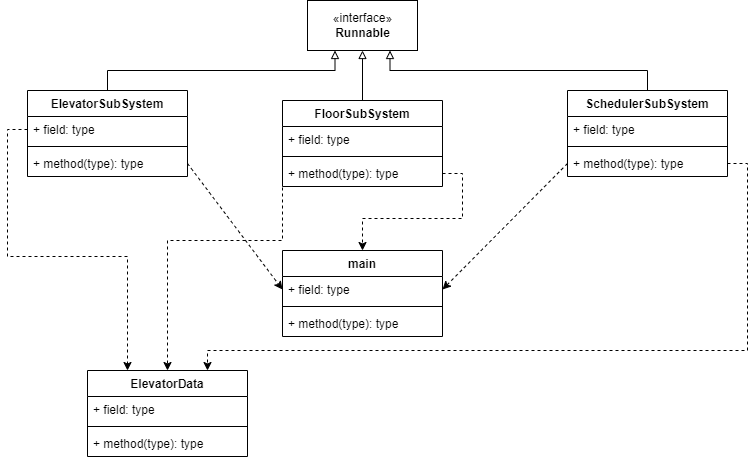 «interface»
Runnable
ElevatorSubSystem
+ field: type
+ method(type): type
FloorSubSystem
+ field: type
+ method(type): type
SchedulerSubSystem
+ field: type
+ method(type): type
main
+ field: type
+ method(type): type
ElevatorData
+ field: type
+ method(type): type